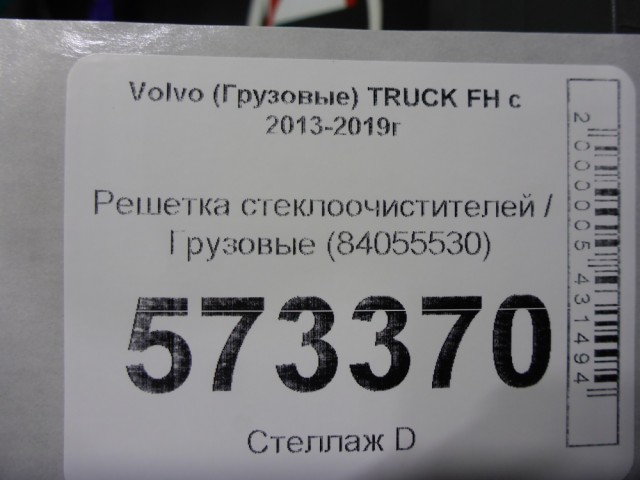 Volvo (Грузовые) TRUCK FH с
2013-2019г
Решетка стеклоочистителей /
Грузовые (84055530)
573370
Стеллаж D
2000005431494